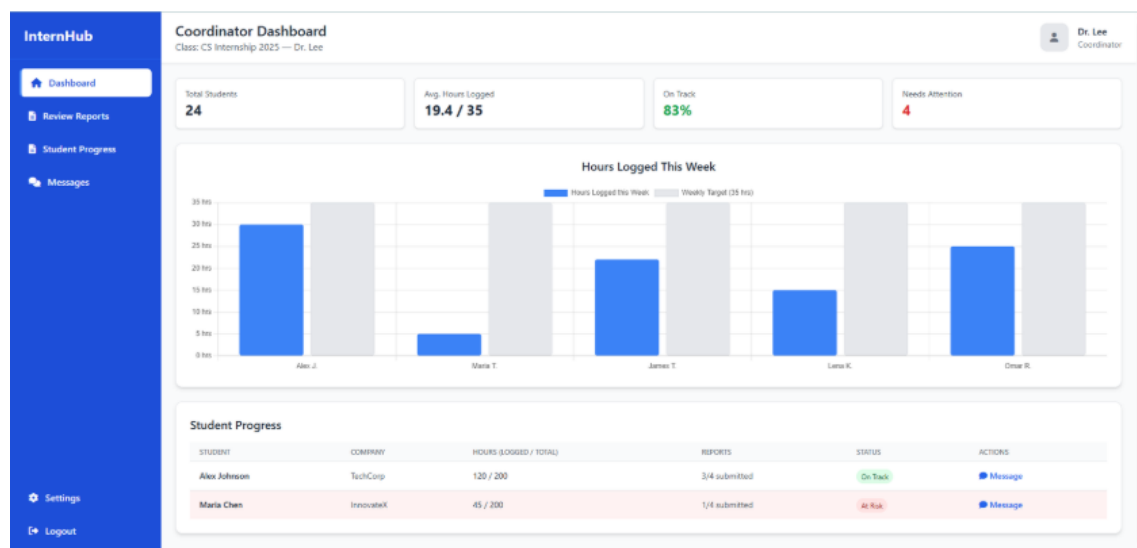 InternHub
Dashboard
Review Reports
Student Progress
Messages
Settings
Logout
Coordinator Dashboard
Class: CS Internship 2025 — Dr. Lee
Dr. Lee
Coordinator
Total Students
24
Avg. Hours Logged
19.4 / 35
On Track
83%
Needs Attention
4
Hours Logged This Week
Hours Logged this Week Weekly Target (35 hrs)
35 hrs
30 hrs
25 hrs
20 hrs
15 hrs
10 hrs
5 hrs
0 hrs
Alex J. Maria T. James T. Lena K. Omar R.
Student Progress
STUDENT COMPANY HOURS (LOGGED / TOTAL) REPORTS STATUS ACTIONS
Alex Johnson TechCorp 120 / 200 3/4 submitted On Track Message
Maria Chen InnovateX 45 / 200 1/4 submitted At Risk Message